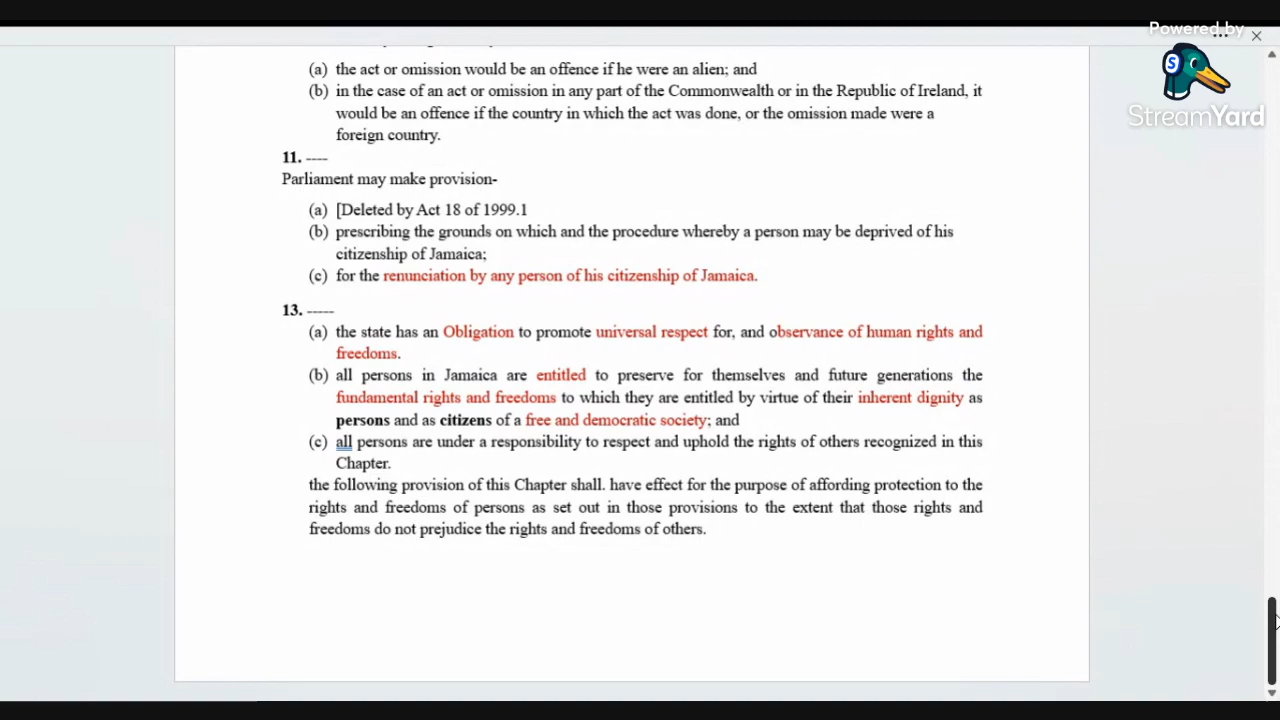 Powered by
StreamYard
(a) the act or omission would be an offence if he were an alien; and
(b) in the case of an act or omission in any part of the Commonwealth or in the Republic of Ireland, it
would be an offence if the country in which the act was done, or the omission made were a
foreign country.
11. ----
Parliament may make provision-
(a) [Deleted by Act 18 of 1999.1
(b) prescribing the grounds on which and the procedure whereby a person may be deprived of his
citizenship of Jamaica;
(c) for the renunciation by any person of his citizenship of Jamaica.
13. -----
(a) the state has an Obligation to promote universal respect for, and observance of human rights and
freedoms.
(b) all persons in Jamaica are entitled to preserve for themselves and future generations the
fundamental rights and freedoms to which they are entitled by virtue of their inherent dignity as
persons and as citizens of a free and democratic society; and
(c) all persons are under a responsibility to respect and uphold the rights of others recognized in this
Chapter.
the following provision of this Chapter shall. have effect for the purpose of affording protection to the
rights and freedoms of persons as set out in those provisions to the extent that those rights and
freedoms do not prejudice the rights and freedoms of others.